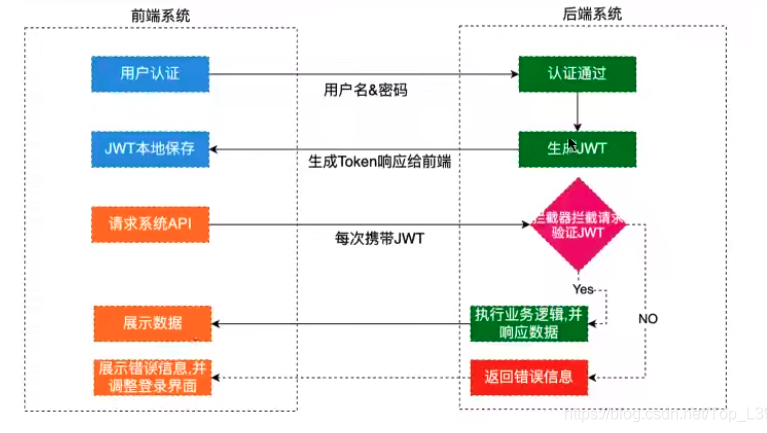 前端系统
后端系统
用户认证
用户名&密码
认证通过
JWT本地保存
生成Token响应给前端
生成JWT
请求系统API
每次携带JWT
拦截器拦截请求
验证JWT
Yes
NO
展示数据
执行业务逻辑,并
响应数据
展示错误信息,并
调整登录界面
返回错误信息
https://blog.csdn.net/Top_L39